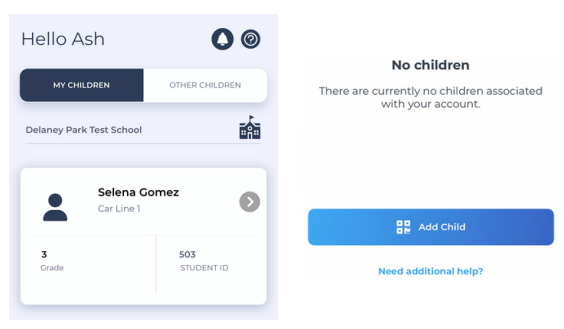 Hello Ash
MY CHILDREN
OTHER CHILDREN
Delaney Park Test School
Selena Gomez
Car Line 1
3
Grade
503
STUDENT ID
No children
There are currently no children associated
with your account.
Add Child
Need additional help?